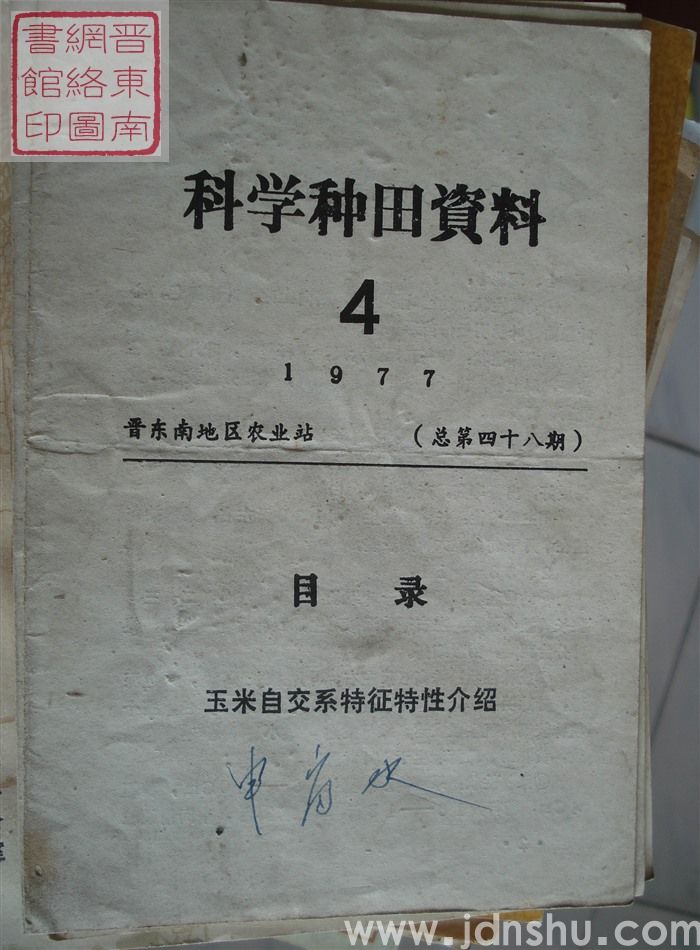 晋東南
網絡圖
書館印
科学种田資料
4
1977
晋东南地区农业站 (总第四十八期)
目录
玉米自交系特征特性介绍
www.jdnshu.com